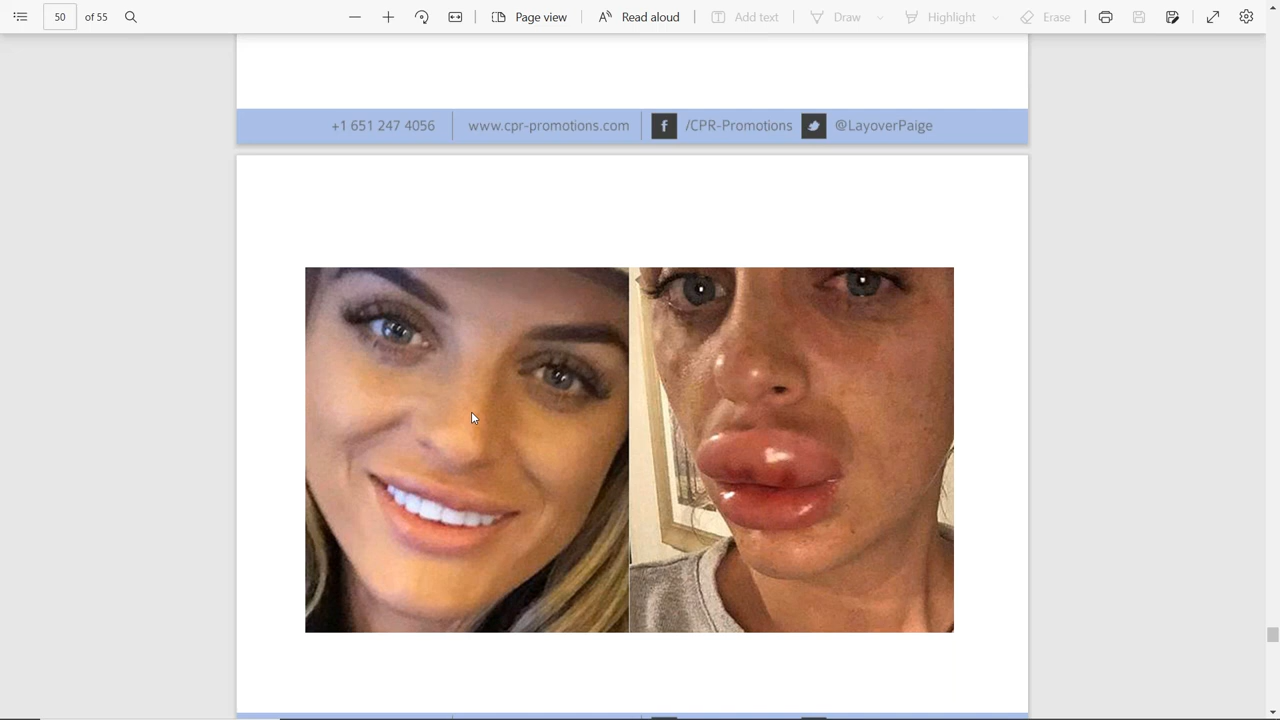 50 of 55 Page view Read aloud Add text Draw Highlight Erase
+1 651 247 4056 www.cpr-promotions.com f /CPR-Promotions @LayoverPaige